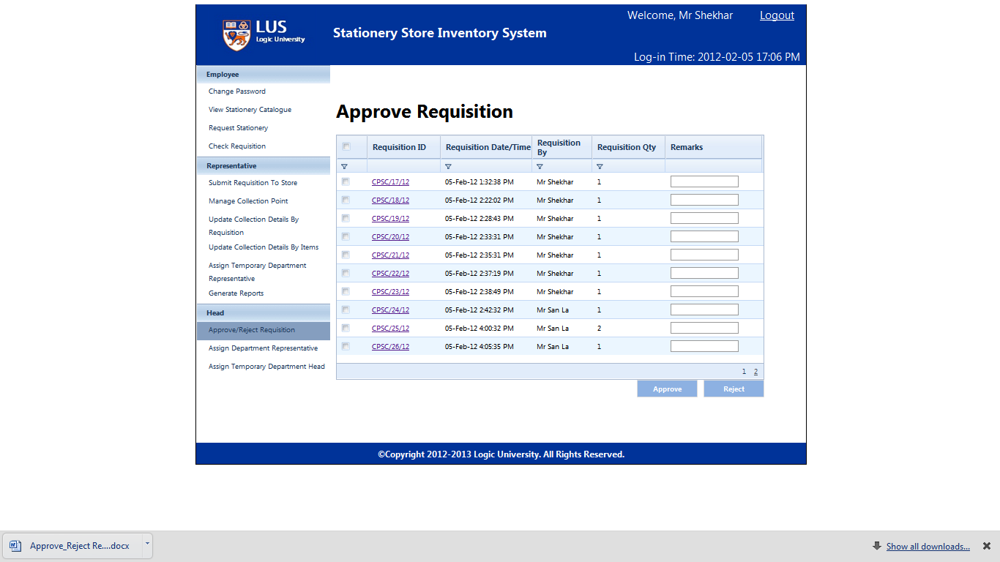 LUS
Logic University
Stationery Store Inventory System
Welcome, Mr Shekhar
Logout
Log-in Time: 2012-02-05 17:06 PM
Employee
Change Password
View Stationery Catalogue
Request Stationery
Check Requisition
Representative
Submit Requisition To Store
Manage Collection Point
Update Collection Details By
Requisition
Update Collection Details By Items
Assign Temporary Department
Representative
Generate Reports
Head
Approve/Reject Requisition
Assign Department Representative
Assign Temporary Department Head
Approve Requisition
Requisition ID Requisition Date/Time Requisition By Requisition Qty Remarks
CPSC/17/12 05-Feb-12 1:32:38 PM Mr Shekhar 1
CPSC/18/12 05-Feb-12 2:22:02 PM Mr Shekhar 1
CPSC/19/12 05-Feb-12 2:28:43 PM Mr Shekhar 1
CPSC/20/12 05-Feb-12 2:33:31 PM Mr Shekhar 1
CPSC/21/12 05-Feb-12 2:35:31 PM Mr Shekhar 1
CPSC/22/12 05-Feb-12 2:37:19 PM Mr Shekhar 1
CPSC/23/12 05-Feb-12 2:38:49 PM Mr Shekhar 1
CPSC/24/12 05-Feb-12 2:42:32 PM Mr San La 1
CPSC/25/12 05-Feb-12 4:00:32 PM Mr San La 2
CPSC/26/12 05-Feb-12 4:05:35 PM Mr San La 1
1 2
Approve Reject
©Copyright 2012-2013 Logic University. All Rights Reserved.
Approve_Reject Re....docx
Show all downloads...